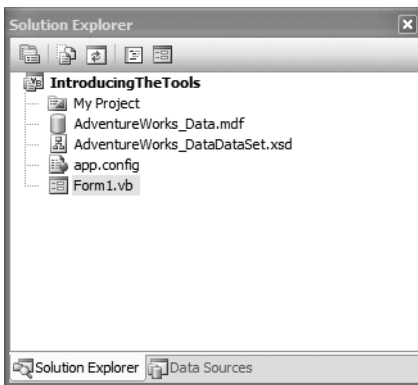 Solution Explorer
IntroducingTheTools
My Project
AdventureWorks_Data.mdf
AdventureWorks_DataDataSet.xsd
app.config
Form1.vb
Solution Explorer Data Sources